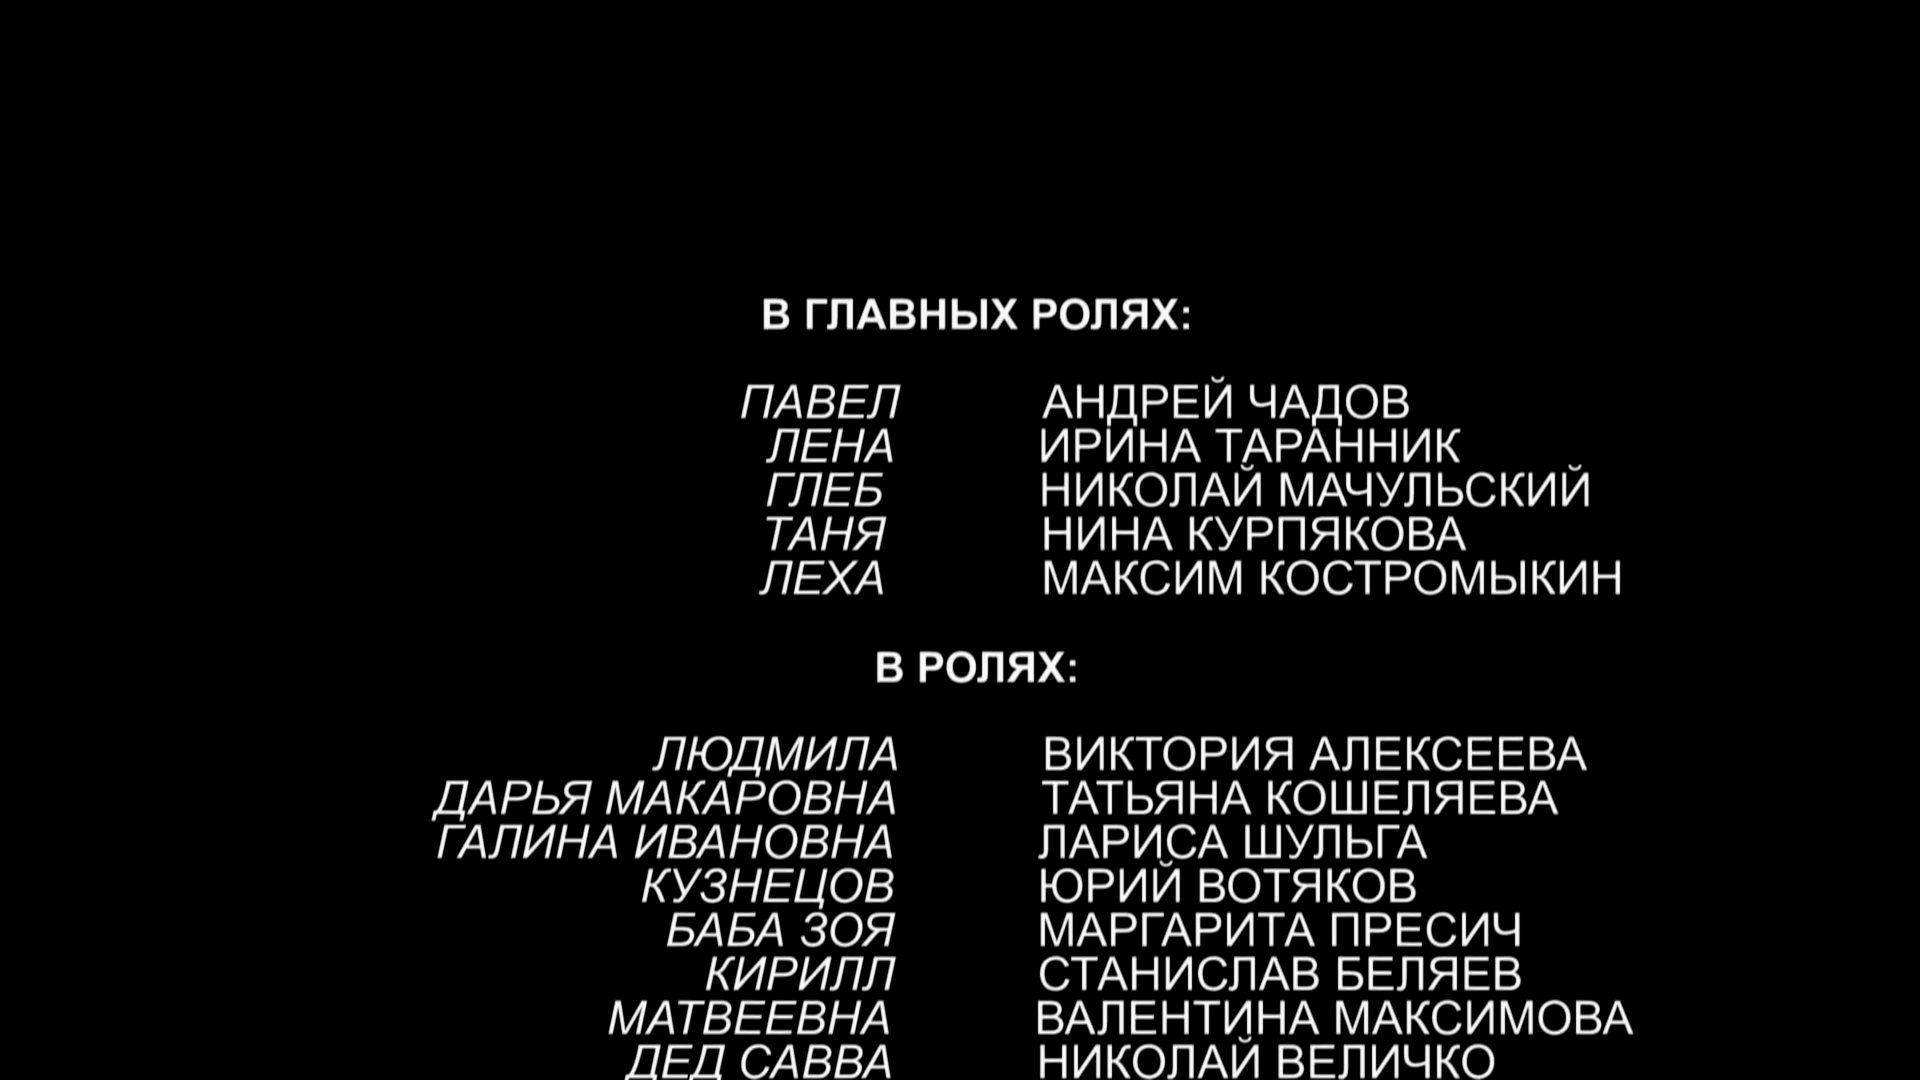 В ГЛАВНЫХ РОЛЯХ:
ПАВЕЛ АНДРЕЙ ЧАДОВ
ЛЕНА ИРИНА ТАРАННИК
ГЛЕБ НИКОЛАЙ МАЧУЛЬСКИЙ
ТАНЯ НИНА КУРПЯКОВА
ЛЕХА МАКСИМ КОСТРОМЫКИН
В РОЛЯХ:
ЛЮДМИЛА ВИКТОРИЯ АЛЕКСЕЕВА
ДАРЬЯ МАКАРОВНА ТАТЬЯНА КОШЕЛЯЕВА
ГАЛИНА ИВАНОВНА ЛАРИСА ШУЛЬГА
КУЗНЕЦОВ ЮРИЙ ВОТЯКОВ
БАБА ЗОЯ МАРГАРИТА ПРЕСИЧ
КИРИЛЛ СТАНИСЛАВ БЕЛЯЕВ
МАТВЕЕВНА ВАЛЕНТИНА МАКСИМОВА
ДЕД САВВА НИКОЛАЙ ВЕЛИЧКО